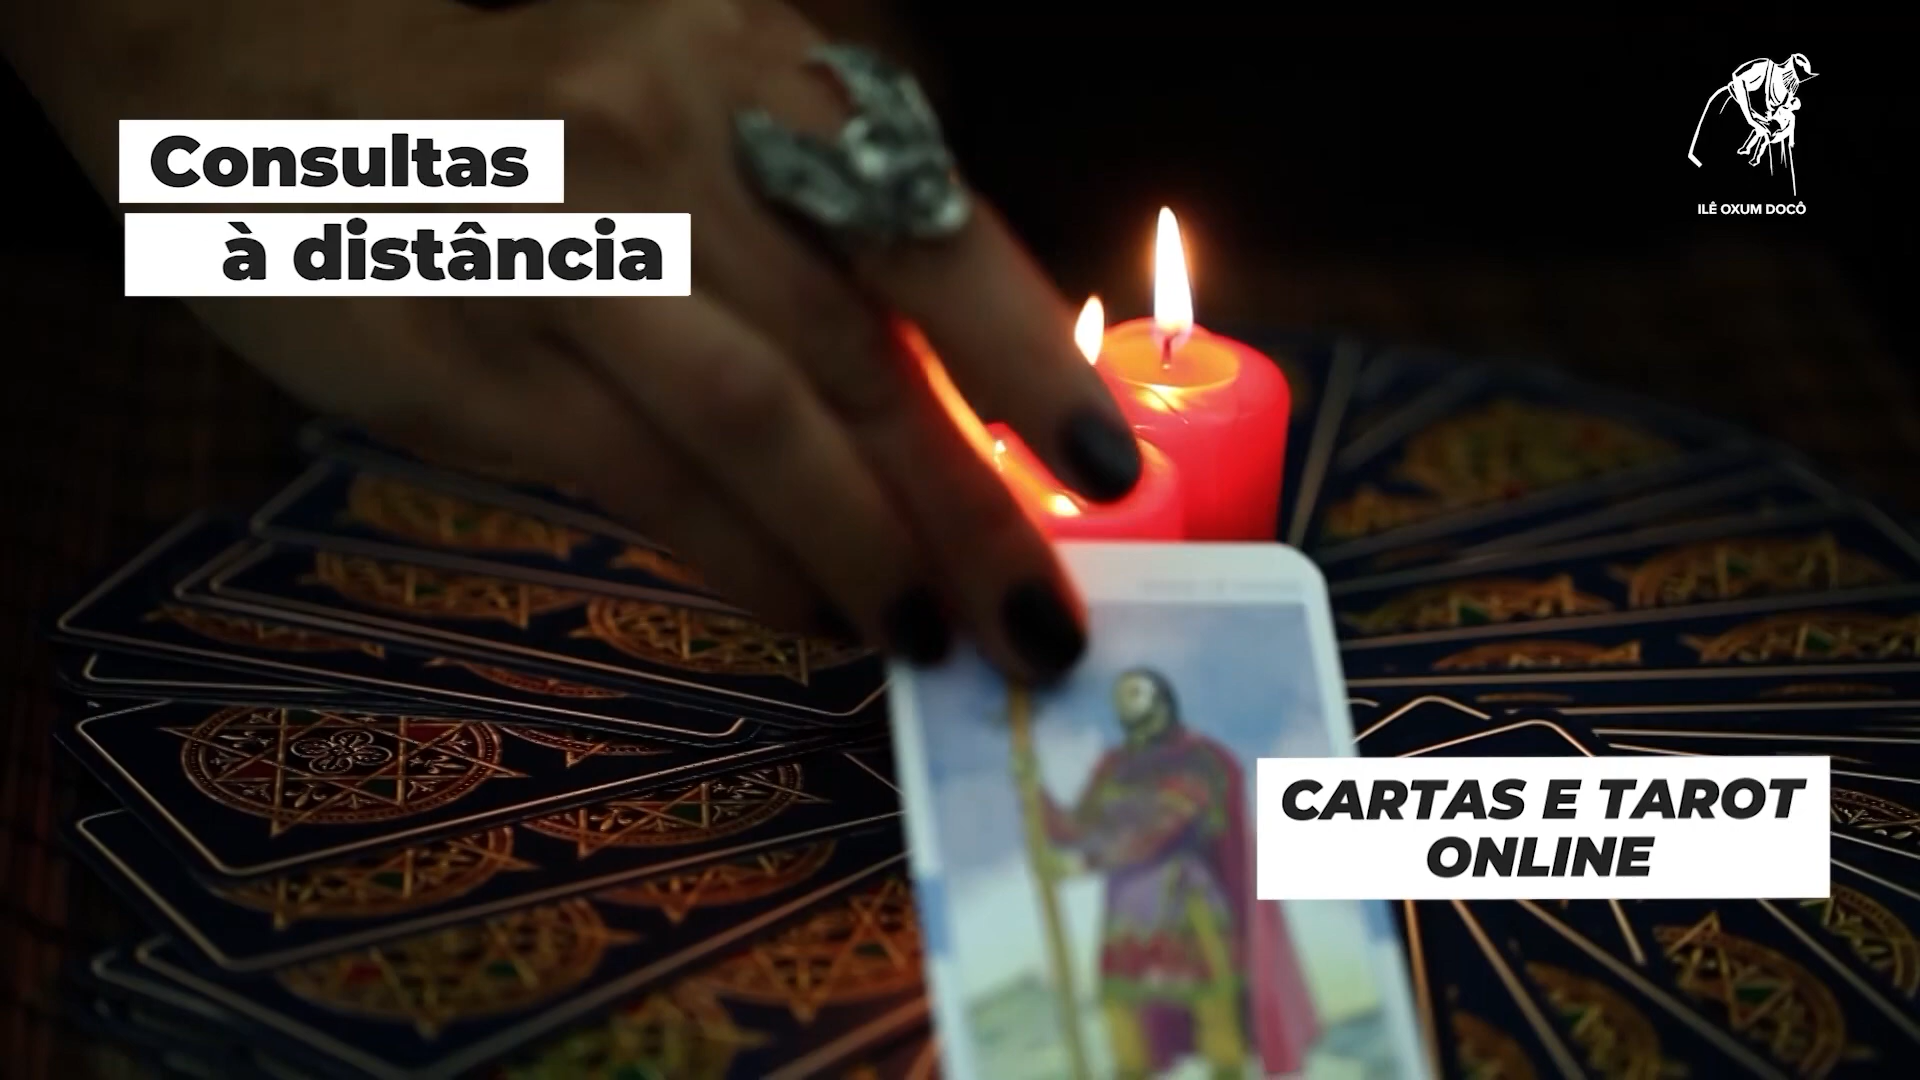 Consultas
à distância
ILÊ OXUM DOCÔ
CARTAS E TAROT
ONLINE